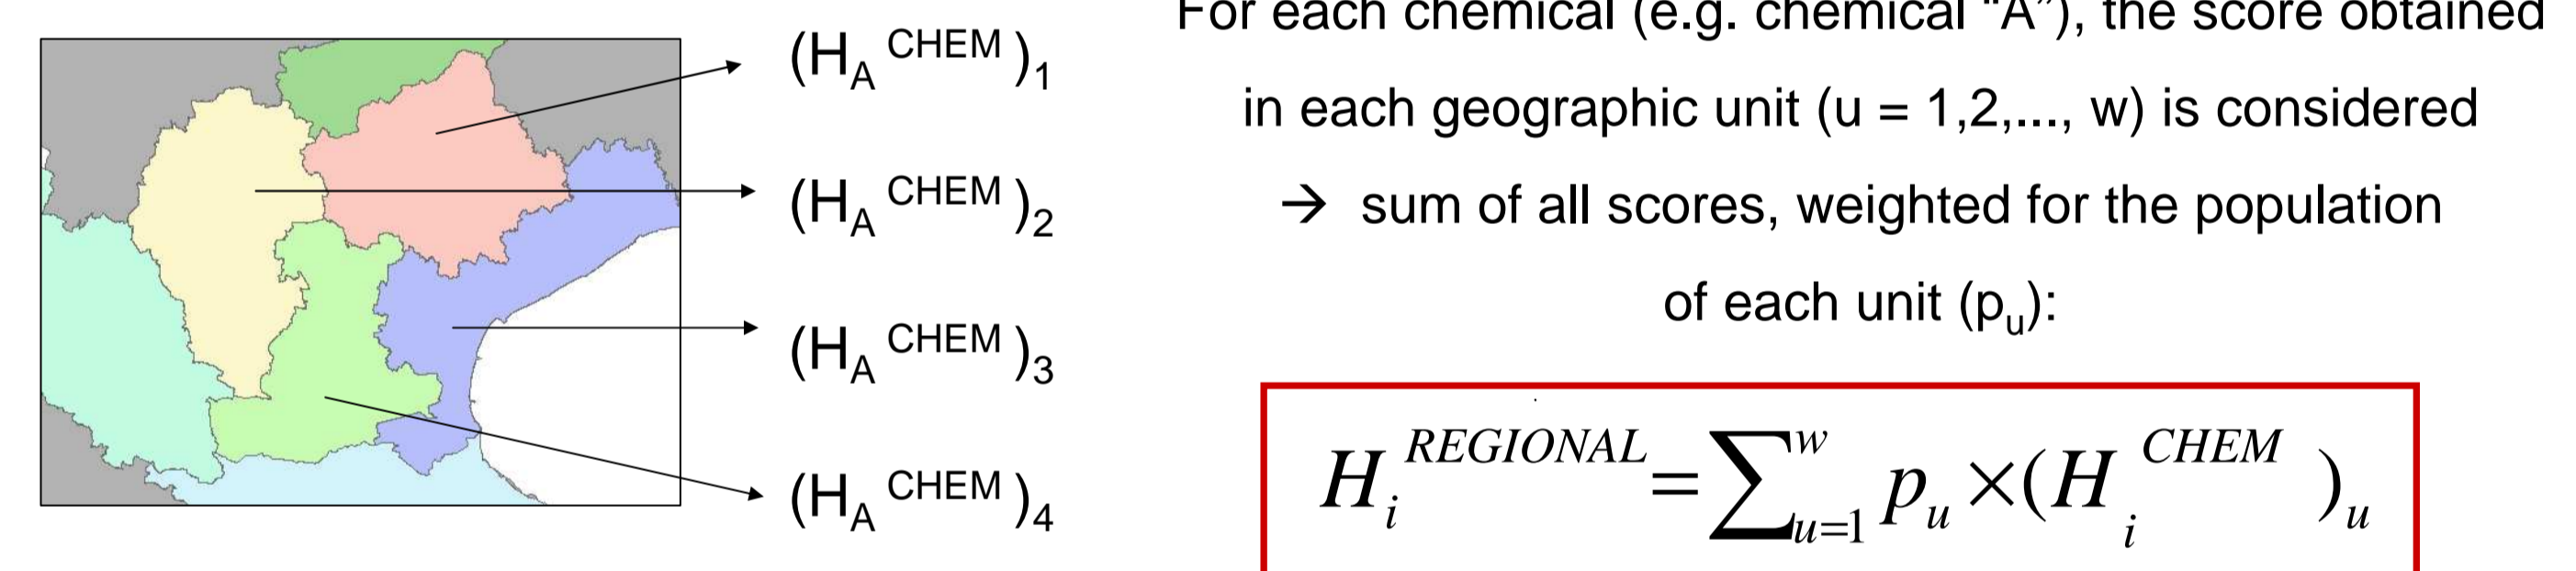 (H_A^CHEM)_1
(H_A^CHEM)_2
(H_A^CHEM)_3
(H_A^CHEM)_4
For each chemical (e.g. chemical "A"), the score obtained
in each geographic unit (u = 1,2,..., w) is considered
→ sum of all scores, weighted for the population
of each unit (p_u):
H_i^REGIONAL = ∑_{u=1}^w p_u × (H_i^CHEM)_u